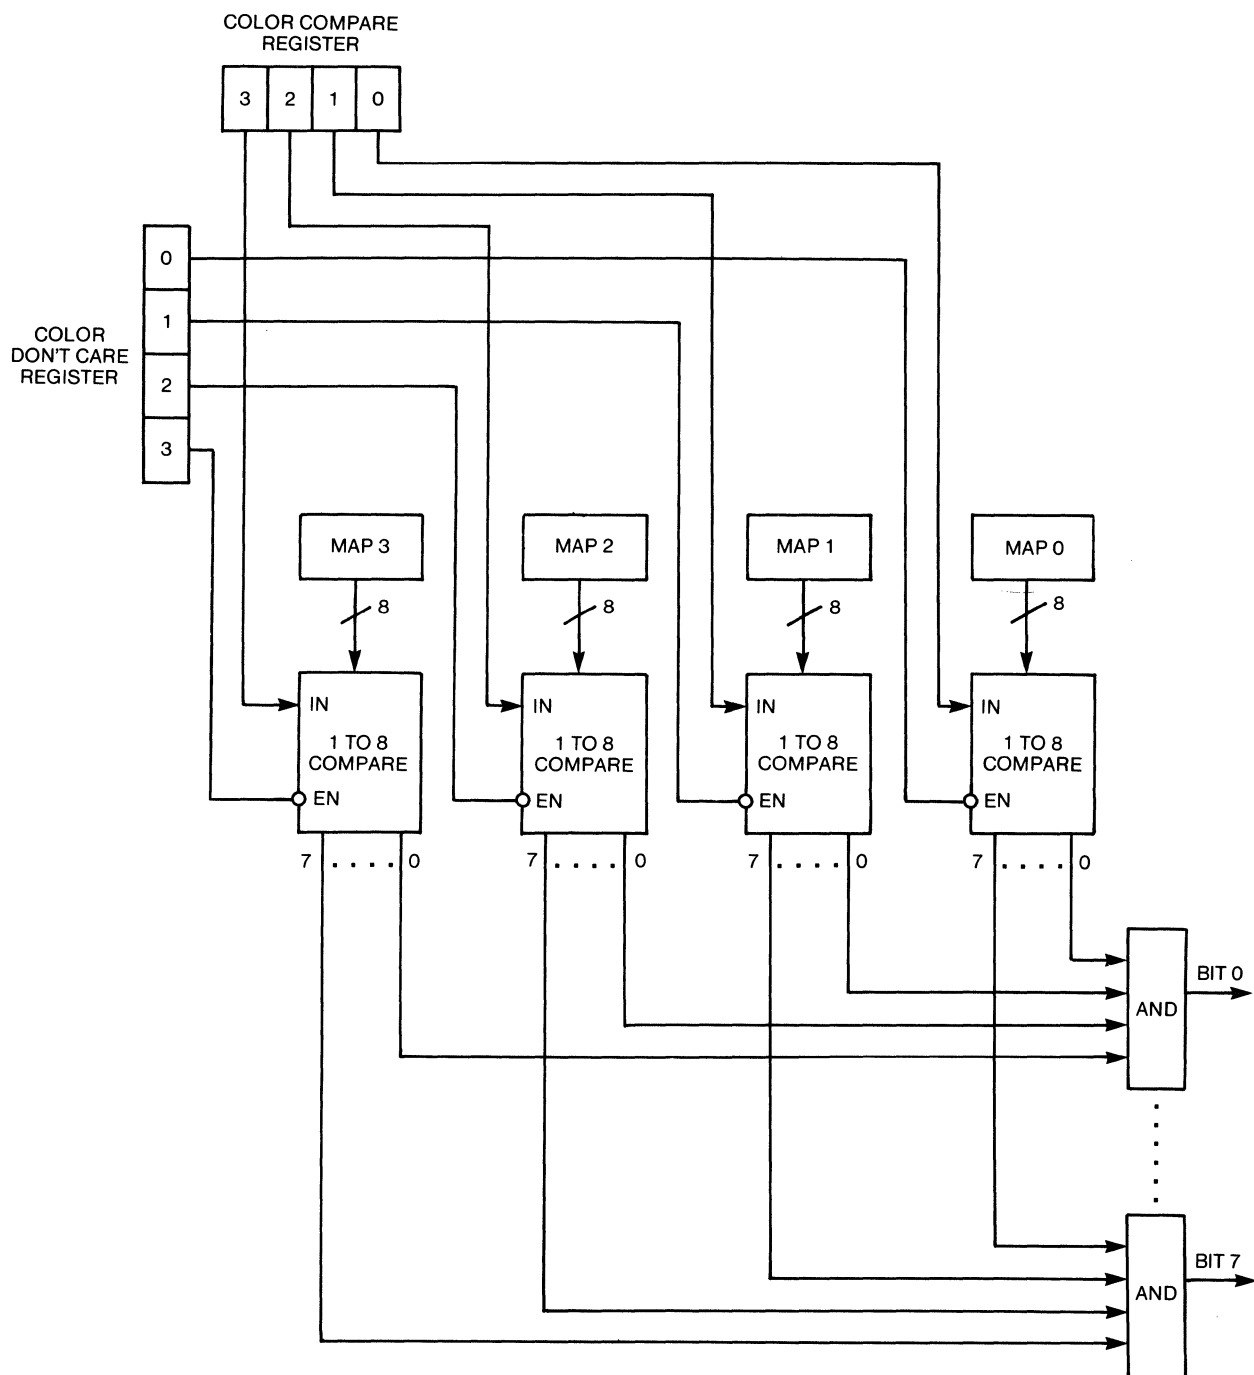 COLOR COMPARE
REGISTER
3 2 1 0
0
1
2
3
COLOR
DON'T CARE
REGISTER
MAP 3 MAP 2 MAP 1 MAP 0
8 8 8 8
IN IN IN IN
1 TO 8 1 TO 8 1 TO 8 1 TO 8
COMPARE COMPARE COMPARE COMPARE
EN EN EN EN
7 . . . . 0 7 . . . . 0 7 . . . . 0 7 . . . . 0
BIT 0
AND
BIT 7
AND